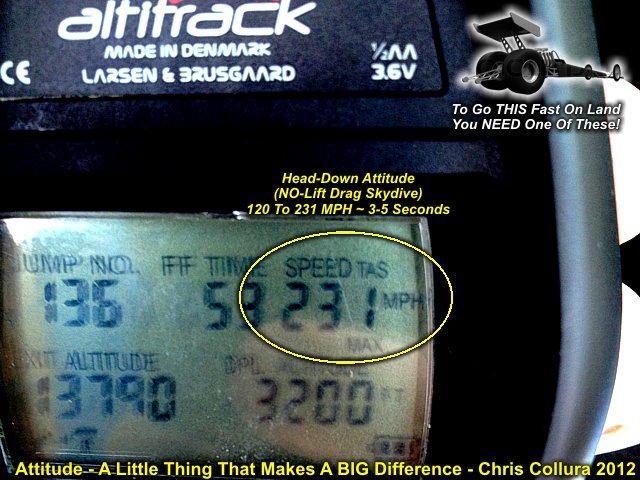 altitrack
MADE IN DENMARK
LARSEN & BRUSGAARD
½AA
3.6V
CE
To Go THIS Fast On Land
You NEED One Of These!
Head-Down Attitude
(NO-Lift Drag Skydive)
120 To 231 MPH ~ 3-5 Seconds
JUMP NO. FF TIME SPEED TAS
136 53 231 MPH
MAX
EXIT ALTITUDE DPL
13790 3200 FT
Attitude - A Little Thing That Makes A BIG Difference - Chris Collura 2012